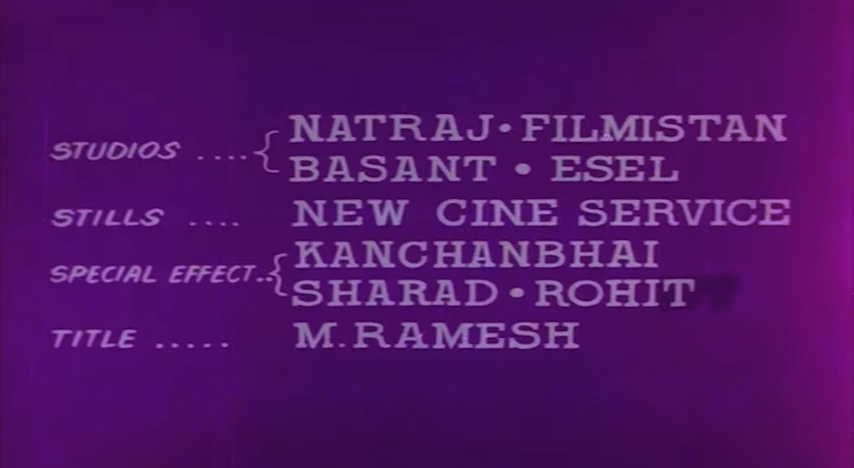 STUDIOS .... { NATRAJ • FILMISTAN
BASANT • ESEL
STILLS .... NEW CINE SERVICE
SPECIAL EFFECT.. { KANCHANBHAI
SHARAD • ROHIT
TITLE ..... M. RAMESH